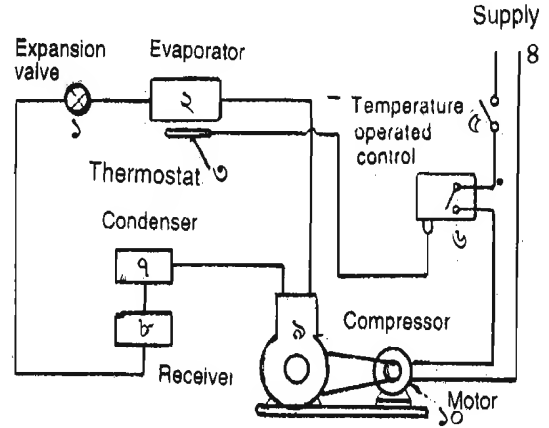 Supply
৪
Expansion
valve
১
Evaporator
২
Temperature
operated
control
৫
Thermostat ৩
৬
Condenser
৭
৮
Receiver
৯
Compressor
Motor
১০